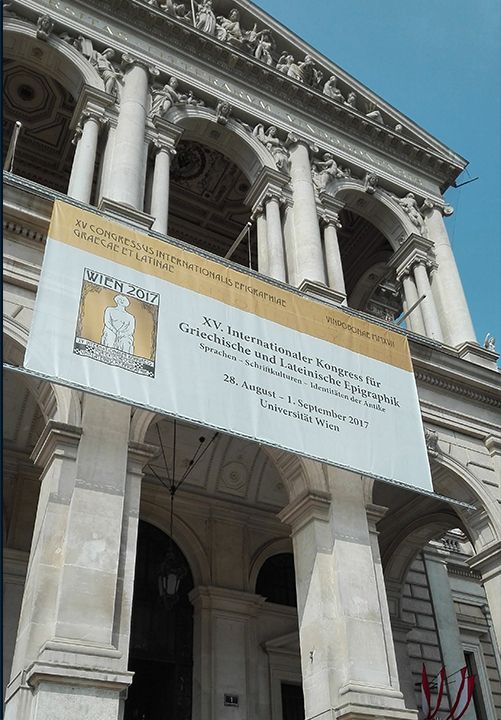 XV CONGRESSUS INTERNATIONALIS EPIGRAPHIAE
GRAECAE ET LATINAE
VINDOBONAE MMXVII
WIEN 2017
XV. Internationaler Kongress für
Griechische und Lateinische Epigraphik
Sprachen – Schriftkulturen – Identitäten der Antike
28. August – 1. September 2017
Universität Wien
1